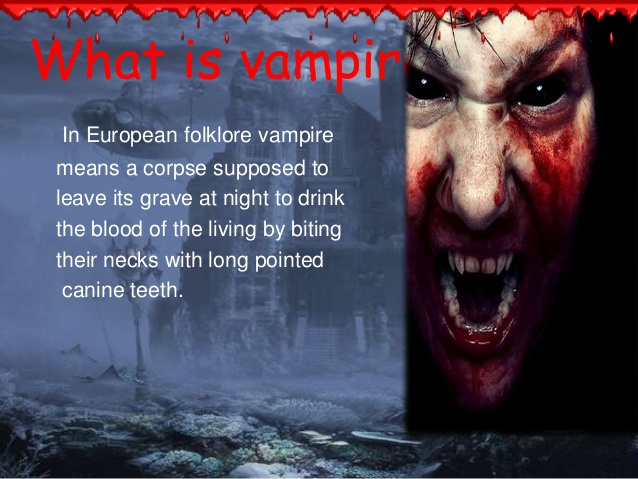 What is vampir
In European folklore vampire
means a corpse supposed to
leave its grave at night to drink
the blood of the living by biting
their necks with long pointed
canine teeth.